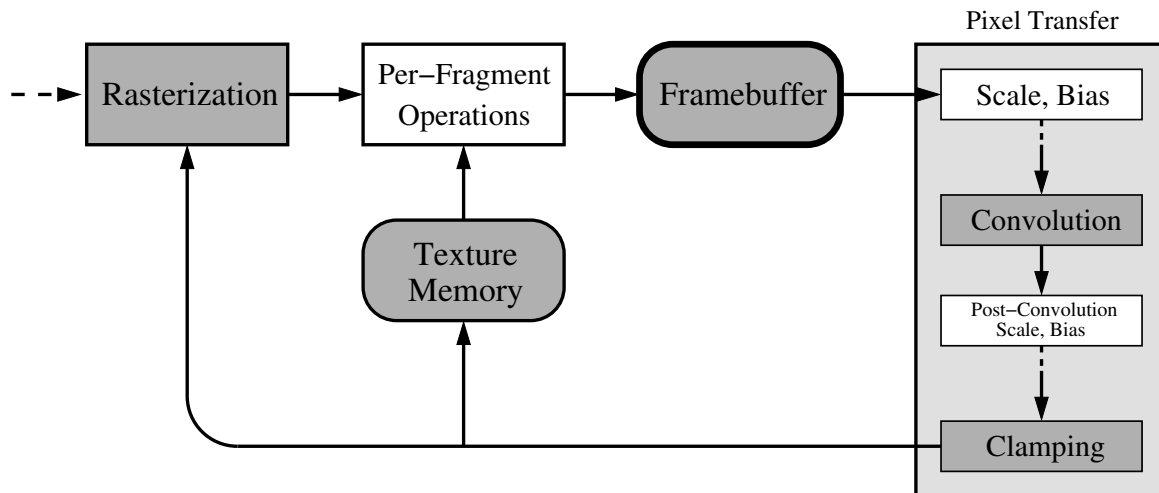 Pixel Transfer
Rasterization
Per−Fragment
Operations
Framebuffer
Scale, Bias
Convolution
Texture
Memory
Post−Convolution
Scale, Bias
Clamping